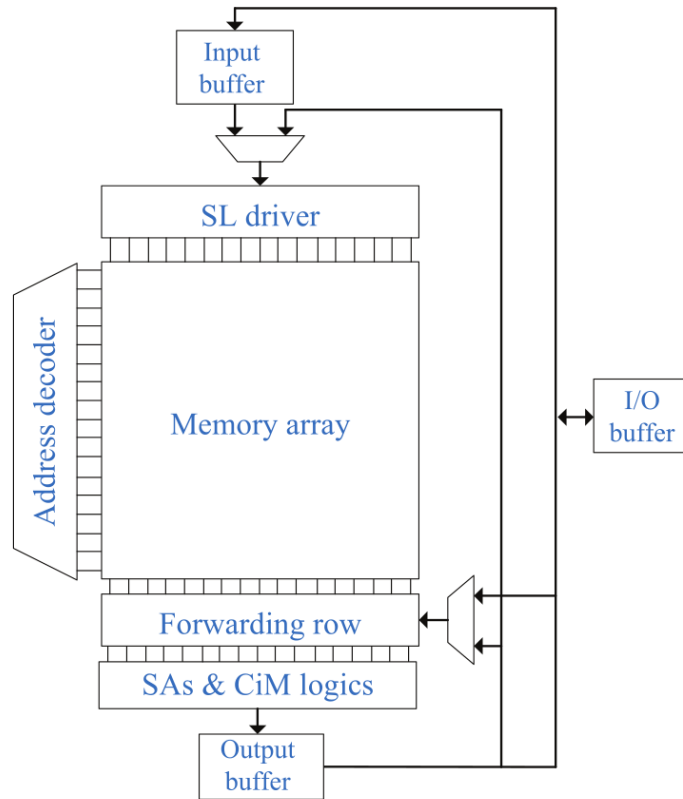 Input
buffer
SL driver
Address decoder
Memory array
I/O
buffer
Forwarding row
SAs & CiM logics
Output
buffer